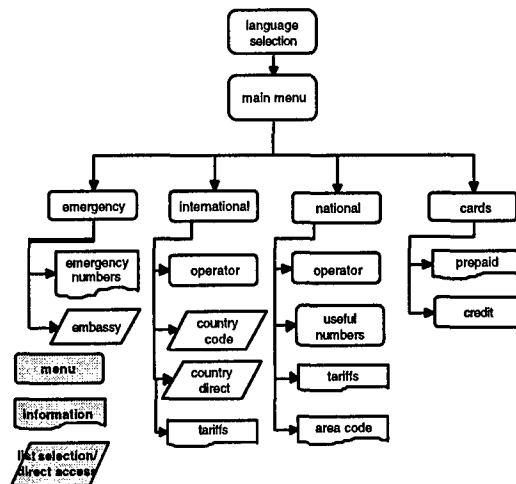 language
selection
main menu
emergency
international
national
cards
emergency
numbers
operator
operator
prepaid
embassy
country
code
useful
numbers
credit
menu
country
direct
tariffs
information
tariffs
area code
list selection/
direct access